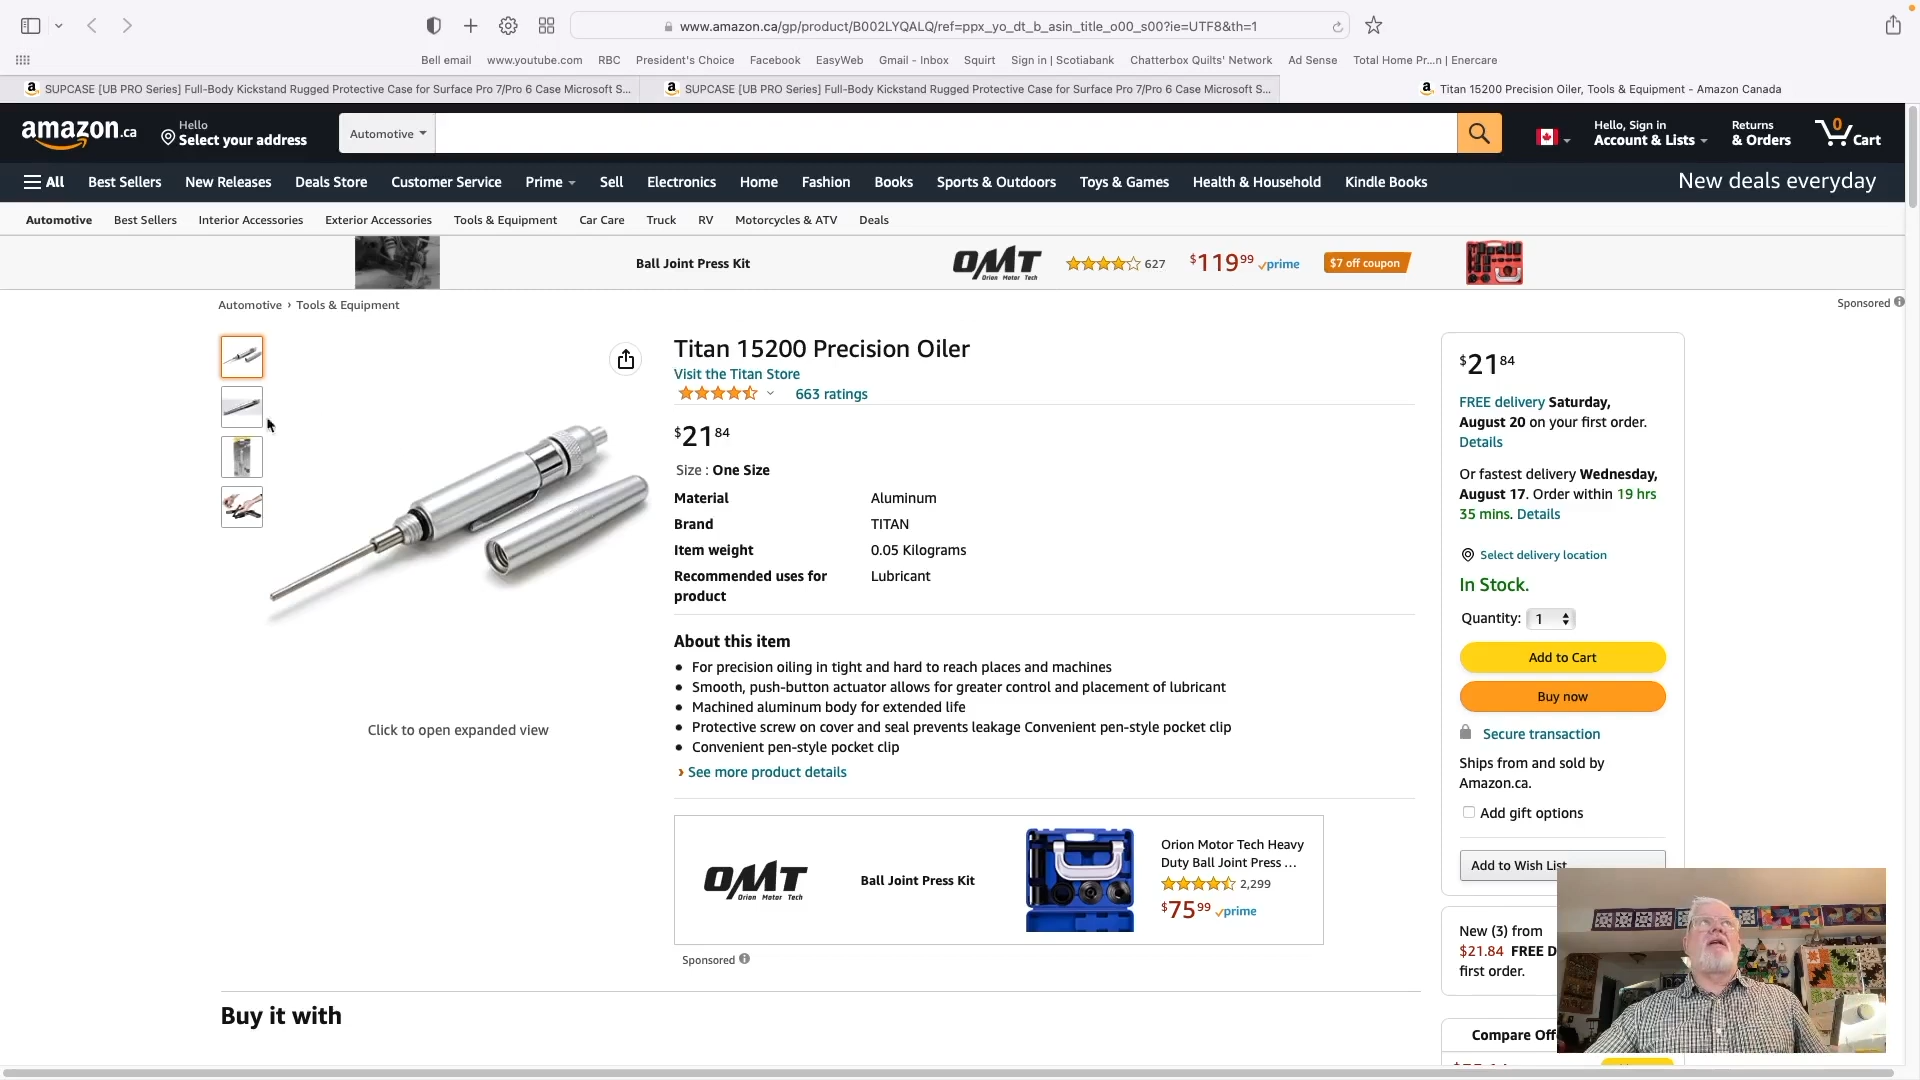 www.amazon.ca/gp/product/B002LYQALQ/ref=ppx_yo_dt_b_asin_title_o00_s00?ie=UTF8&th=1
Bell email www.youtube.com RBC President's Choice Facebook EasyWeb Gmail - Inbox Squirt Sign in | Scotiabank Chatterbox Quilts' Network Ad Sense Total Home Pr...n | Enercare
SUPCASE [UB PRO Series] Full-Body Kickstand Rugged Protective Case for Surface Pro 7/Pro 6 Case Microsoft S...
SUPCASE [UB PRO Series] Full-Body Kickstand Rugged Protective Case for Surface Pro 7/Pro 6 Case Microsoft S...
Titan 15200 Precision Oiler, Tools & Equipment - Amazon Canada
amazon.ca
Hello
Select your address
Automotive
Hello, Sign in
Account & Lists
Returns
& Orders
0
Cart
All Best Sellers New Releases Deals Store Customer Service Prime Sell Electronics Home Fashion Books Sports & Outdoors Toys & Games Health & Household Kindle Books
New deals everyday
Automotive Best Sellers Interior Accessories Exterior Accessories Tools & Equipment Car Care Truck RV Motorcycles & ATV Deals
Ball Joint Press Kit
OMT
Orion Motor Tech
627
$119 99 prime
$7 off coupon
Automotive › Tools & Equipment
Sponsored
Titan 15200 Precision Oiler
Visit the Titan Store
663 ratings
$21 84
Size : One Size
Material Aluminum
Brand TITAN
Item weight 0.05 Kilograms
Recommended uses for Lubricant
product
About this item
For precision oiling in tight and hard to reach places and machines
Smooth, push-button actuator allows for greater control and placement of lubricant
Machined aluminum body for extended life
Protective screw on cover and seal prevents leakage Convenient pen-style pocket clip
Convenient pen-style pocket clip
› See more product details
Click to open expanded view
OMT
Orion Motor Tech
Ball Joint Press Kit
Orion Motor Tech Heavy
Duty Ball Joint Press ...
2,299
$75 99 prime
Sponsored
Buy it with
$21 84
FREE delivery Saturday,
August 20 on your first order.
Details
Or fastest delivery Wednesday,
August 17. Order within 19 hrs
35 mins. Details
Select delivery location
In Stock.
Quantity: 1
Add to Cart
Buy now
Secure transaction
Ships from and sold by
Amazon.ca.
Add gift options
Add to Wish List
New (3) from
$21.84 FREE D
first order.
Compare Off